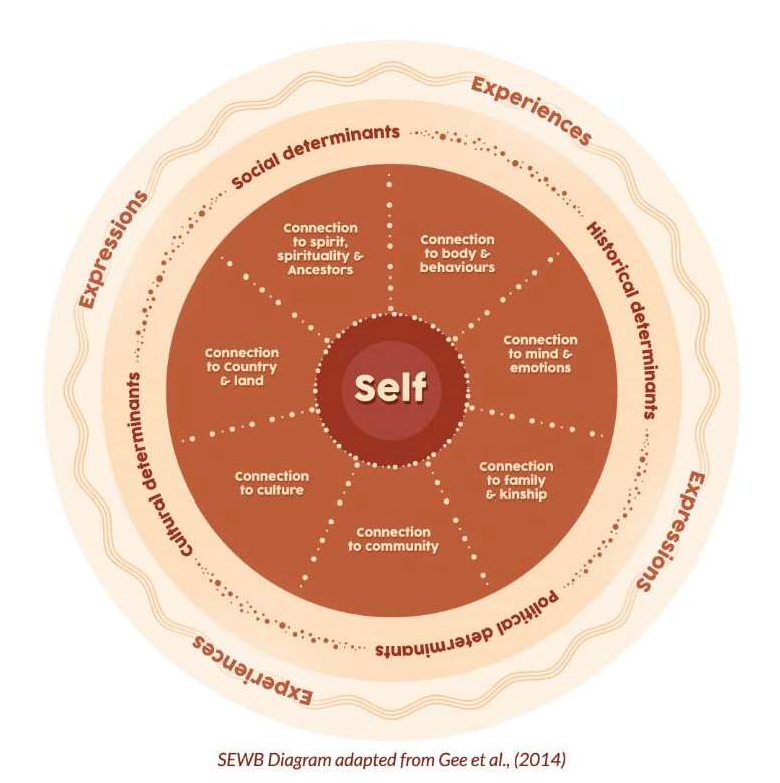 Experiences
Social determinants
Expressions
Historical determinants
Connection
to spirit,
spirituality &
Ancestors
Connection
to body &
behaviours
Connection
to Country
& land
Connection
to mind &
emotions
Self
Cultural determinants
Connection
to culture
Connection
to family
& kinship
Connection
to community
Expressions
Political determinants
Experiences
SEWB Diagram adapted from Gee et al., (2014)